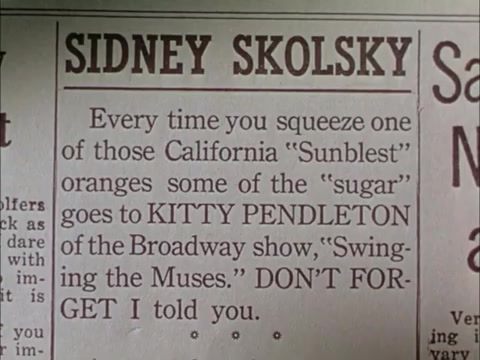 SIDNEY SKOLSKY
Every time you squeeze one
of those California "Sunblest"
oranges some of the "sugar"
goes to KITTY PENDLETON
of the Broadway show, "Swing-
ing the Muses." DON'T FOR-
GET I told you.
olfers
ck as
dare
with
im-
it is
you
im-
Ver
ing i
vary